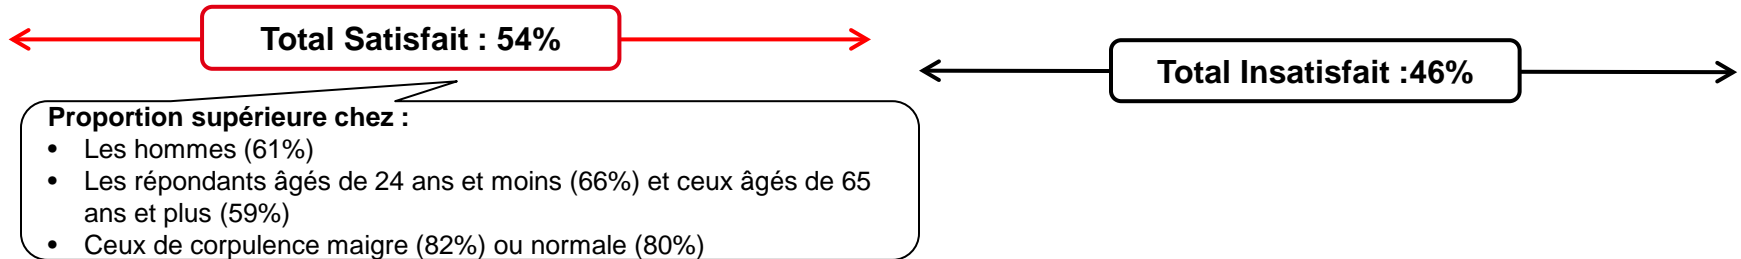 Total Satisfait : 54%
Total Insatisfait :46%
Proportion supérieure chez :
• Les hommes (61%)
• Les répondants âgés de 24 ans et moins (66%) et ceux âgés de 65
ans et plus (59%)
• Ceux de corpulence maigre (82%) ou normale (80%)